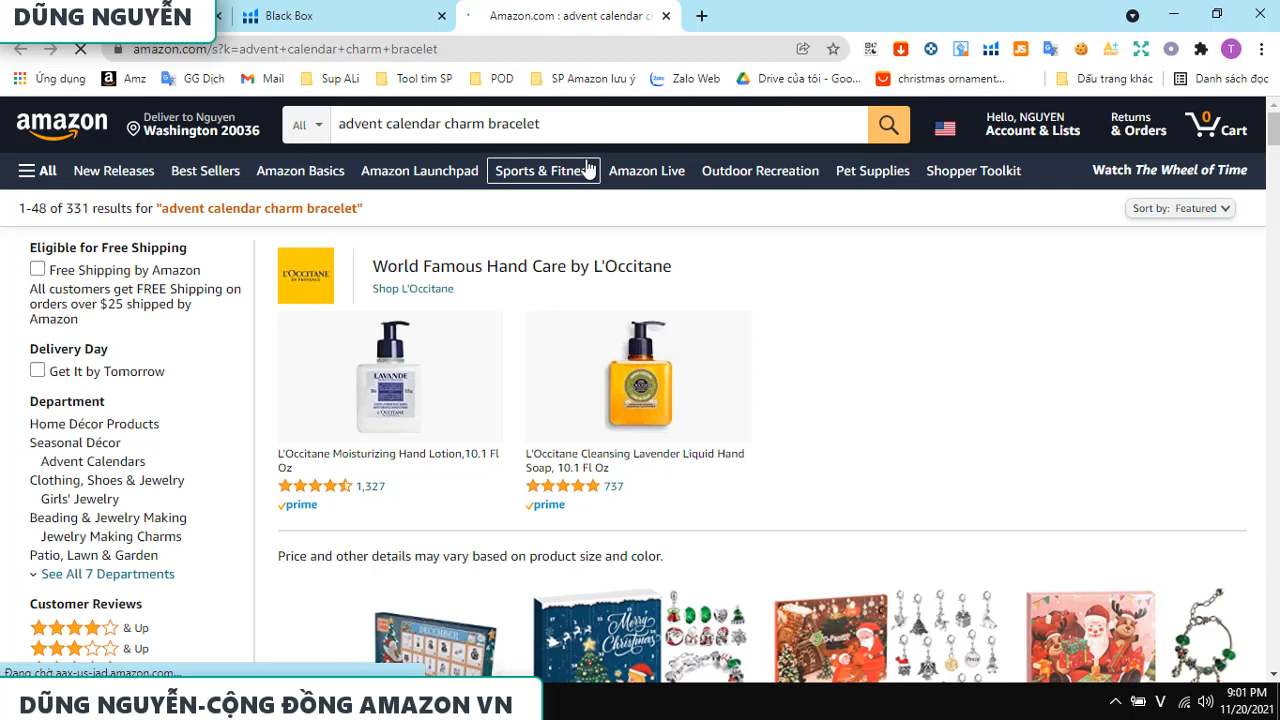 DŨNG NGUYỄN
Black Box
Amazon.com : advent calendar c
amazon.com/s?k=advent+calendar+charm+bracelet
T
Ứng dụng
Amz
GG Dịch
Mail
Sup ALi
Tool tìm SP
POD
SP Amazon lưu ý
Zalo Web
Drive của tôi - Goo...
christmas ornament...
Dấu trang khác
Danh sách đọc
amazon
Deliver to Nguyen
Washington 20036
All
advent calendar charm bracelet
Hello, NGUYEN
Account & Lists
Returns
& Orders
0
Cart
All
New Releases
Best Sellers
Amazon Basics
Amazon Launchpad
Sports & Fitness
Amazon Live
Outdoor Recreation
Pet Supplies
Shopper Toolkit
Watch The Wheel of Time
1-48 of 331 results for "advent calendar charm bracelet"
Sort by: Featured
Eligible for Free Shipping
Free Shipping by Amazon
All customers get FREE Shipping on
orders over $25 shipped by
Amazon
Delivery Day
Get It by Tomorrow
Department
Home Décor Products
Seasonal Décor
Advent Calendars
Clothing, Shoes & Jewelry
Girls' Jewelry
Beading & Jewelry Making
Jewelry Making Charms
Patio, Lawn & Garden
See All 7 Departments
Customer Reviews
& Up
& Up
L'OCCITANE
EN PROVENCE
World Famous Hand Care by L'Occitane
Shop L'Occitane
LAVANDE
L'Occitane Moisturizing Hand Lotion,10.1 Fl
Oz
1,327
prime
L'Occitane Cleansing Lavender Liquid Hand
Soap, 10.1 Fl Oz
737
prime
Price and other details may vary based on product size and color.
DECEMBER
Merry
Christmas
Peace
Đang chờ aax-us-iad.amazon.com...
DŨNG NGUYỄN-CỘNG ĐỒNG AMAZON VN
V
9:01 PM
11/20/2021